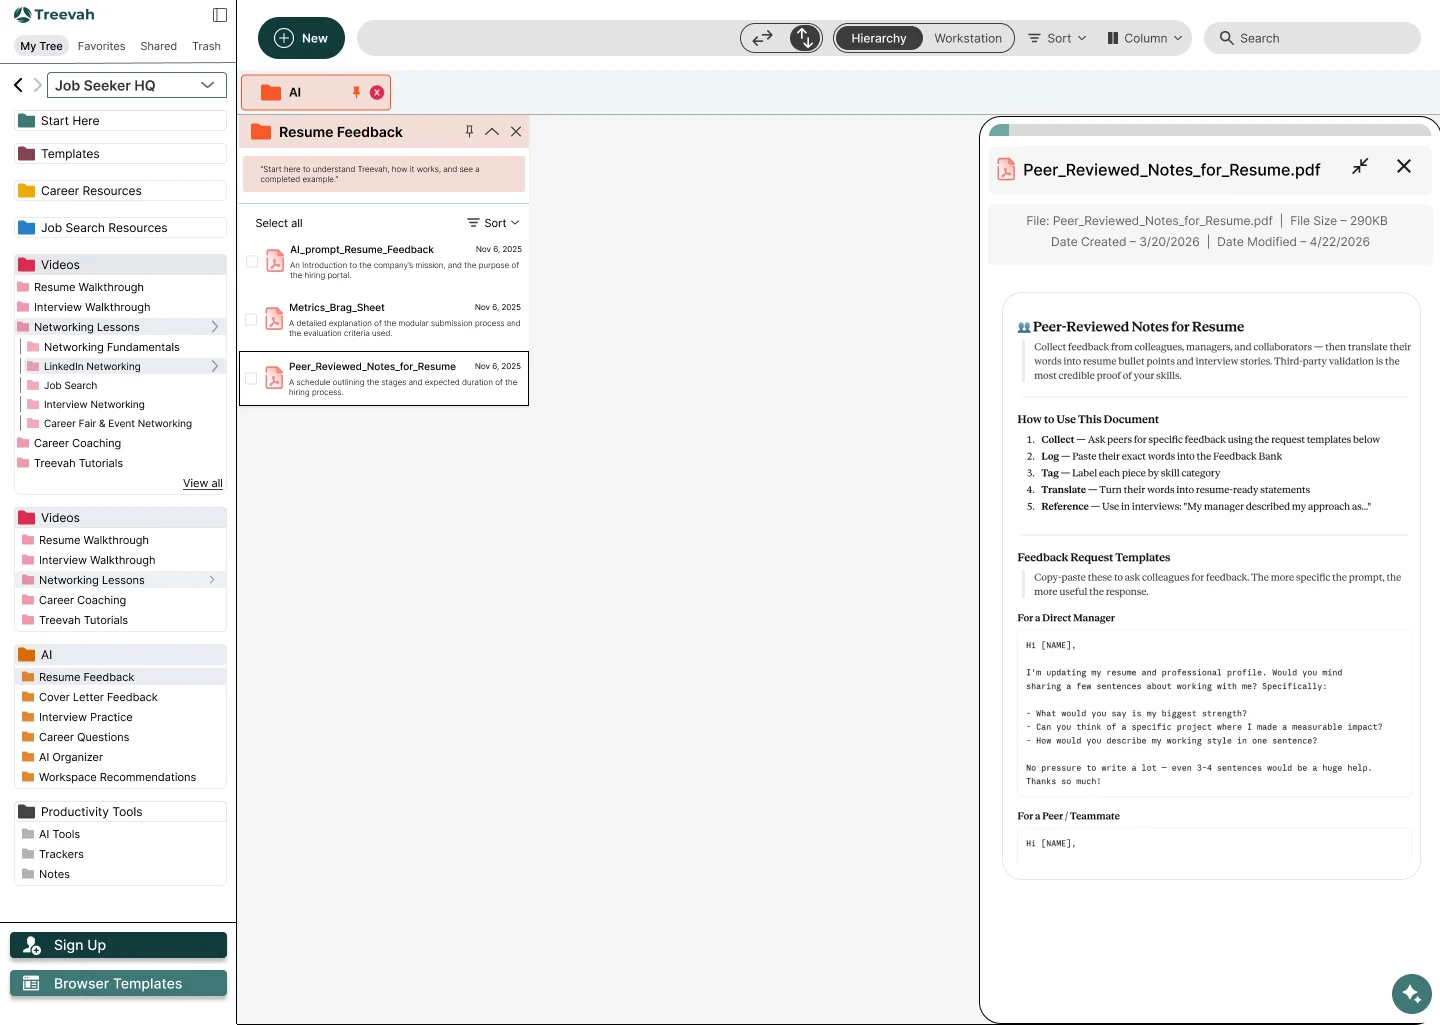 Treevah
My Tree
Favorites
Shared
Trash
Job Seeker HQ
Start Here
Templates
Career Resources
Job Search Resources
Videos
Resume Walkthrough
Interview Walkthrough
Networking Lessons
Networking Fundamentals
LinkedIn Networking
Job Search
Interview Networking
Career Fair & Event Networking
Career Coaching
Treevah Tutorials
View all
Videos
Resume Walkthrough
Interview Walkthrough
Networking Lessons
Career Coaching
Treevah Tutorials
AI
Resume Feedback
Cover Letter Feedback
Interview Practice
Career Questions
AI Organizer
Workspace Recommendations
Productivity Tools
AI Tools
Trackers
Notes
Sign Up
Browser Templates
New
Hierarchy
Workstation
Sort
Column
Search
AI
X
Resume Feedback
"Start here to understand Treevah, how it works, and see a
completed example."
Select all
Sort
AI_prompt_Resume_Feedback
Nov 6, 2025
An Introduction to the company's mission, and the purpose of
the hiring portal.
Metrics_Brag_Sheet
Nov 6, 2025
A detailed explanation of the modular submission process and
the evaluation criteria used.
Peer_Reviewed_Notes_for_Resume
Nov 6, 2025
A schedule outlining the stages and expected duration of the
hiring process.
Peer_Reviewed_Notes_for_Resume.pdf
File: Peer_Reviewed_Notes_for_Resume.pdf | File Size – 290KB
Date Created – 3/20/2026 | Date Modified – 4/22/2026
Peer-Reviewed Notes for Resume
Collect feedback from colleagues, managers, and collaborators — then translate their
words into resume bullet points and interview stories. Third-party validation is the
most credible proof of your skills.
How to Use This Document
1. Collect — Ask peers for specific feedback using the request templates below
2. Log — Paste their exact words into the Feedback Bank
3. Tag — Label each piece by skill category
4. Translate — Turn their words into resume-ready statements
5. Reference — Use in interviews: "My manager described my approach as..."
Feedback Request Templates
Copy-paste these to ask colleagues for feedback. The more specific the prompt, the
more useful the response.
For a Direct Manager
Hi [NAME],
I'm updating my resume and professional profile. Would you mind
sharing a few sentences about working with me? Specifically:
- What would you say is my biggest strength?
- Can you think of a specific project where I made a measurable impact?
- How would you describe my working style in one sentence?
No pressure to write a lot — even 3-4 sentences would be a huge help.
Thanks so much!
For a Peer / Teammate
Hi [NAME],